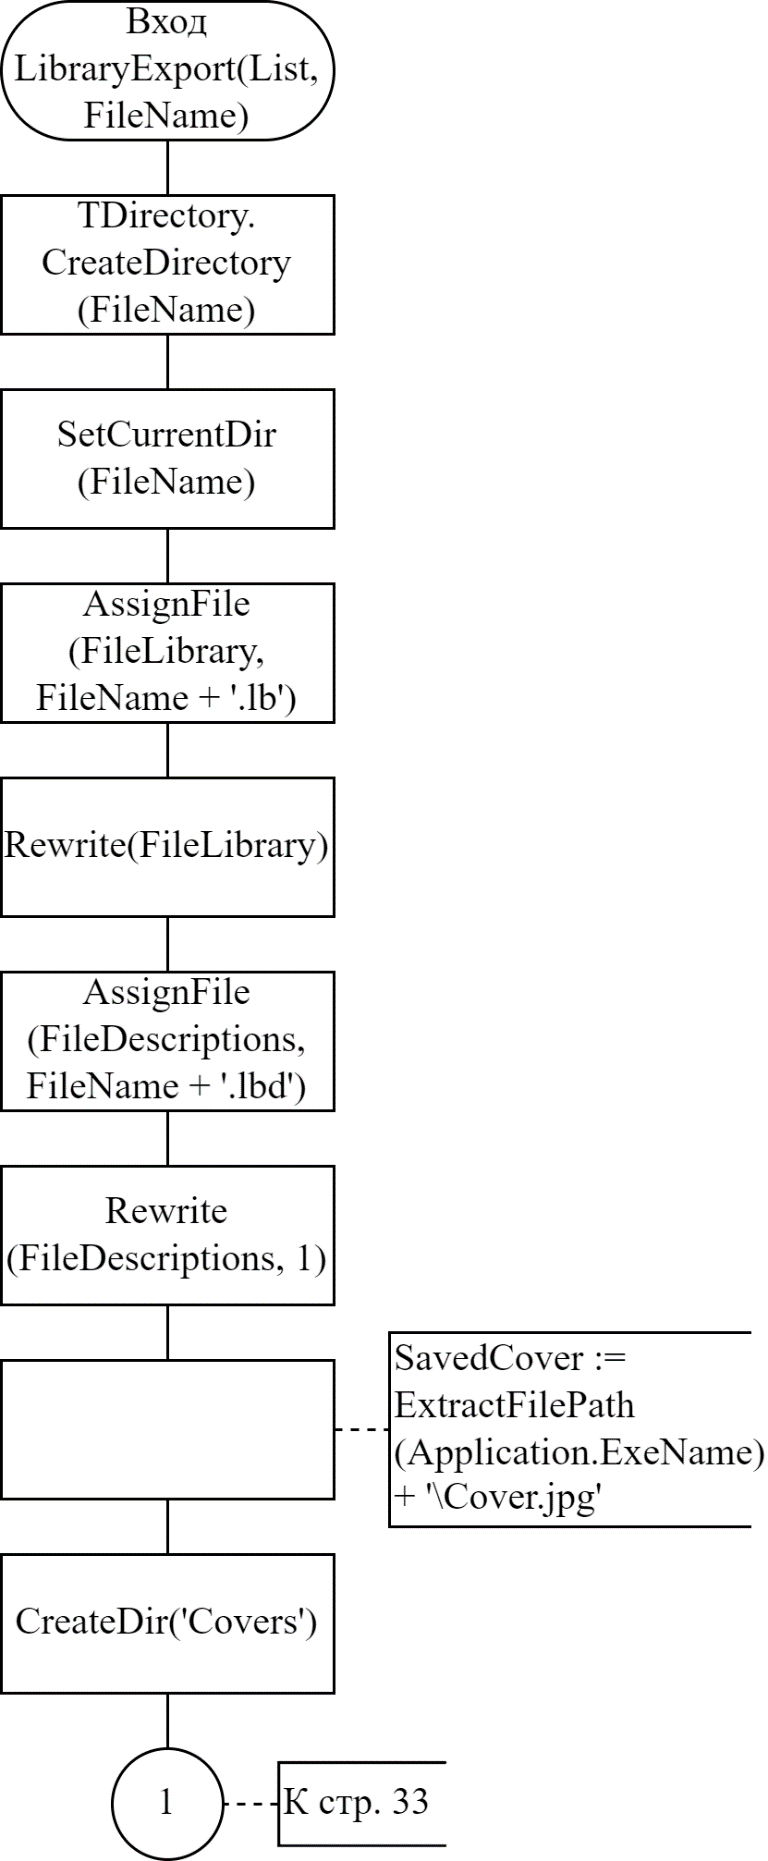 Вход
LibraryExport(List,
FileName)
TDirectory.
CreateDirectory
(FileName)
SetCurrentDir
(FileName)
AssignFile
(FileLibrary,
FileName + '.lb')
Rewrite(FileLibrary)
AssignFile
(FileDescriptions,
FileName + '.lbd')
Rewrite
(FileDescriptions, 1)
SavedCover :=
ExtractFilePath
(Application.ExeName)
+ '\Cover.jpg'
CreateDir('Covers')
1
К стр. 33